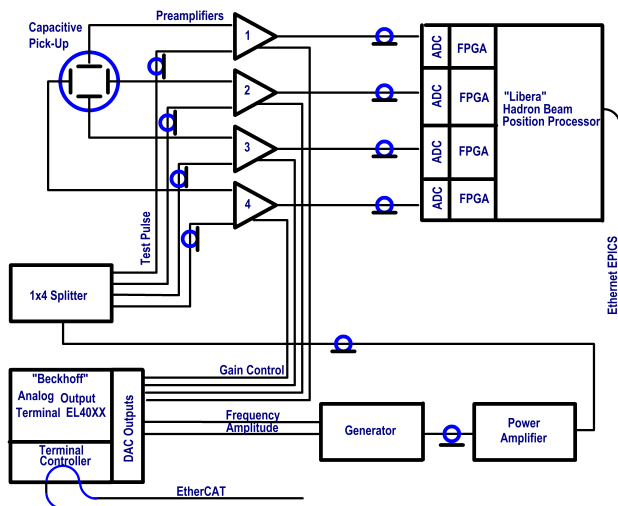 Capacitive
Pick-Up
Preamplifiers
1
2
3
4
ADC
FPGA
ADC
FPGA
ADC
FPGA
ADC
FPGA
"Libera"
Hadron Beam
Position Processor
Ethernet EPICS
Test Pulse
1x4 Splitter
Gain Control
"Beckhoff"
Analog Output
Terminal EL40XX
DAC Outputs
Terminal
Controller
Frequency
Amplitude
Generator
Power
Amplifier
EtherCAT